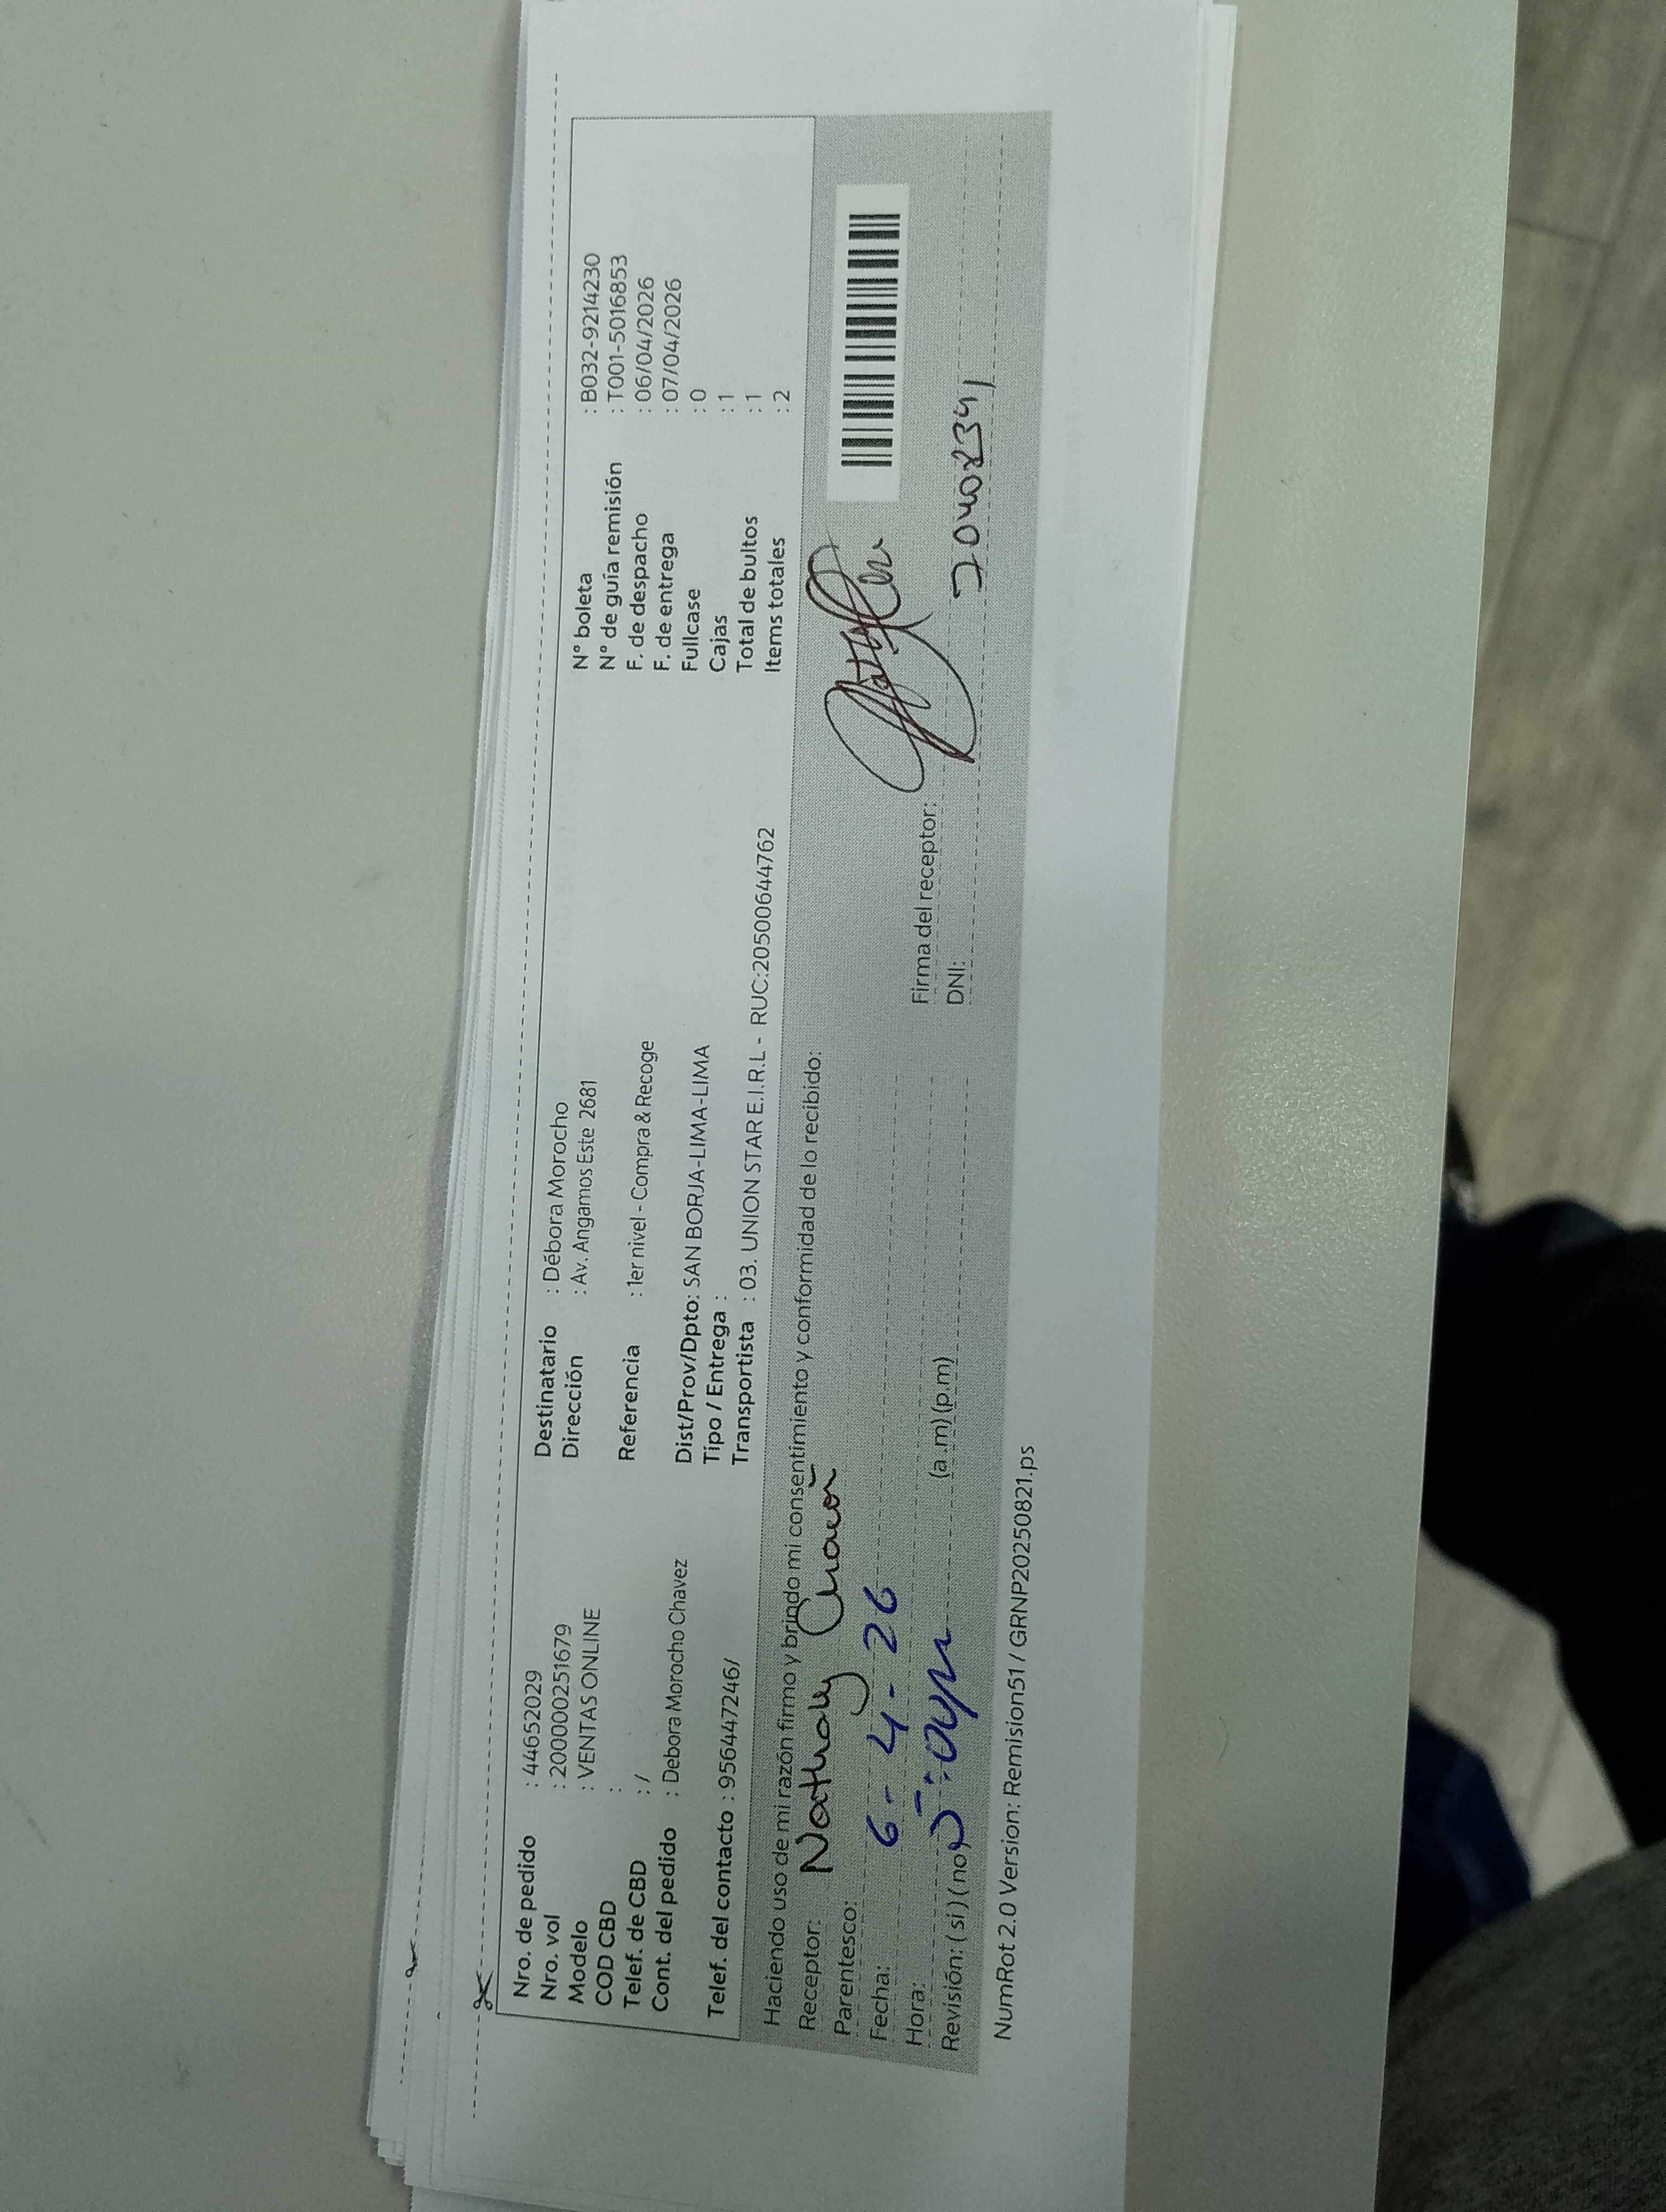 Nro. de pedido : 44652029
Nro. vol : 200000251679
Modelo : VENTAS ONLINE
COD CBD :
Telef. de CBD : /
Cont. del pedido : Debora Morocho Chavez
Telef. del contacto : 956447246/
Destinatario : Débora Morocho
Dirección : Av. Angamos Este 2681
Referencia : 1er nivel - Compra & Recoge
Dist/Prov/Dpto: SAN BORJA-LIMA-LIMA
Tipo / Entrega :
Transportista : 03. UNION STAR E.I.R.L - RUC:20500644762
N° boleta : B032-9214230
N° de guía remisión : T001-5016853
F. de despacho : 06/04/2026
F. de entrega : 07/04/2026
Fullcase : 0
Cajas : 1
Total de bultos : 1
Items totales : 2
Haciendo uso de mi razón firmo y brindo mi consentimiento y conformidad de lo recibido:
Receptor: Nathaly Chacón
Parentesco:
Fecha: 6 - 4 - 26
Hora: 5:0ypm (a.m) (p.m)
Revisión: ( si ) ( no )
Firma del receptor:
DNI: 70408341
NumRot 2.0 Version: Remision51 / GRNP20250821.ps